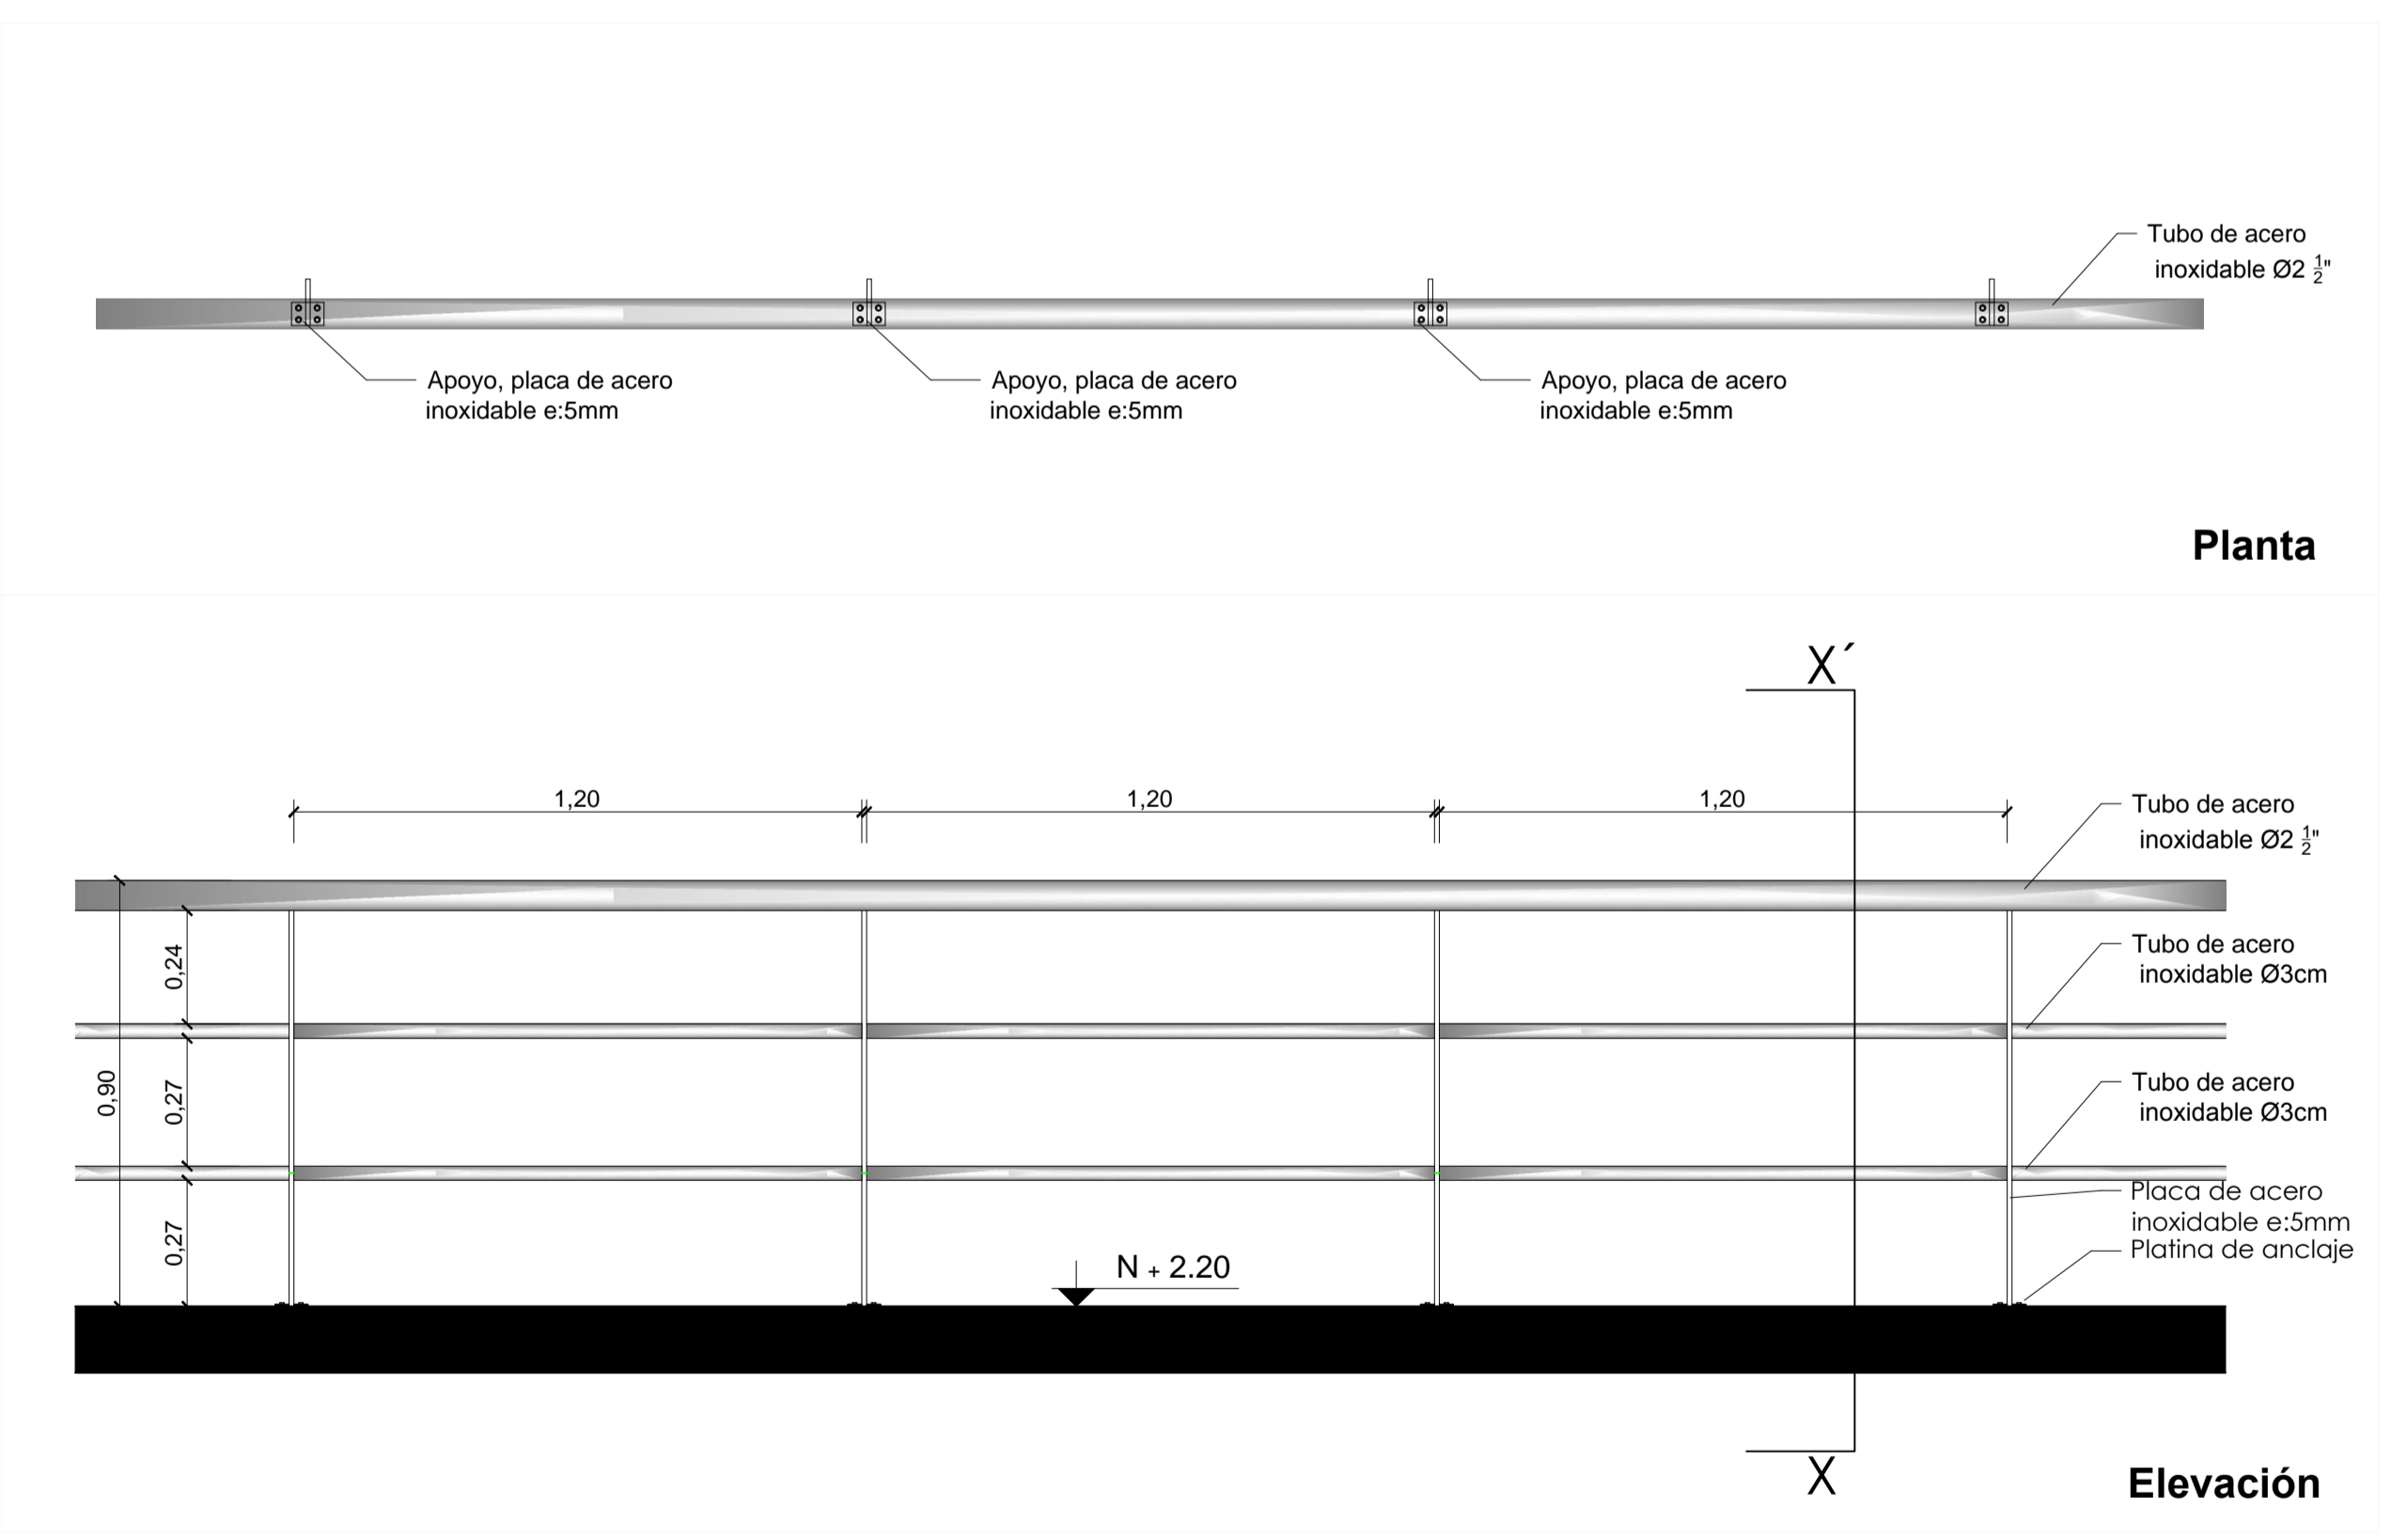 Tubo de acero
inoxidable Ø2 1/2"
Apoyo, placa de acero
inoxidable e:5mm
Apoyo, placa de acero
inoxidable e:5mm
Apoyo, placa de acero
inoxidable e:5mm
Planta
X´
1,20
1,20
1,20
Tubo de acero
inoxidable Ø2 1/2"
0,24
Tubo de acero
inoxidable Ø3cm
0,90
0,27
Tubo de acero
inoxidable Ø3cm
0,27
Placa de acero
inoxidable e:5mm
Platina de anclaje
N + 2.20
X
Elevación